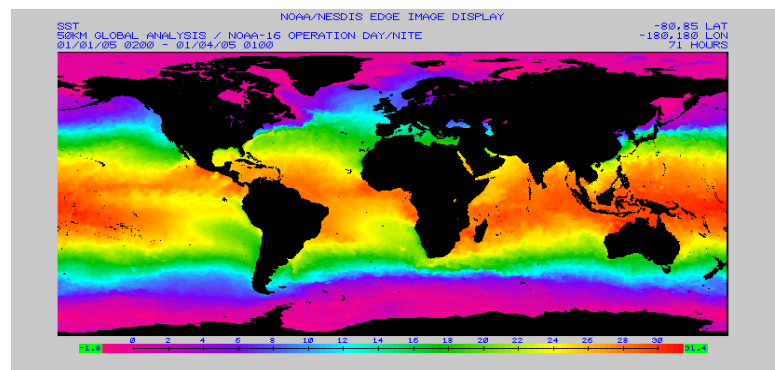 NOAA/NESDIS EDGE IMAGE DISPLAY
SST -80,85 LAT
50KM GLOBAL ANALYSIS / NOAA-16 OPERATION DAY/NITE -180,180 LON
01/01/05 0200 - 01/04/05 0100 71 HOURS
-1.8 0 2 4 6 8 10 12 14 16 18 20 22 24 26 28 30 31.4